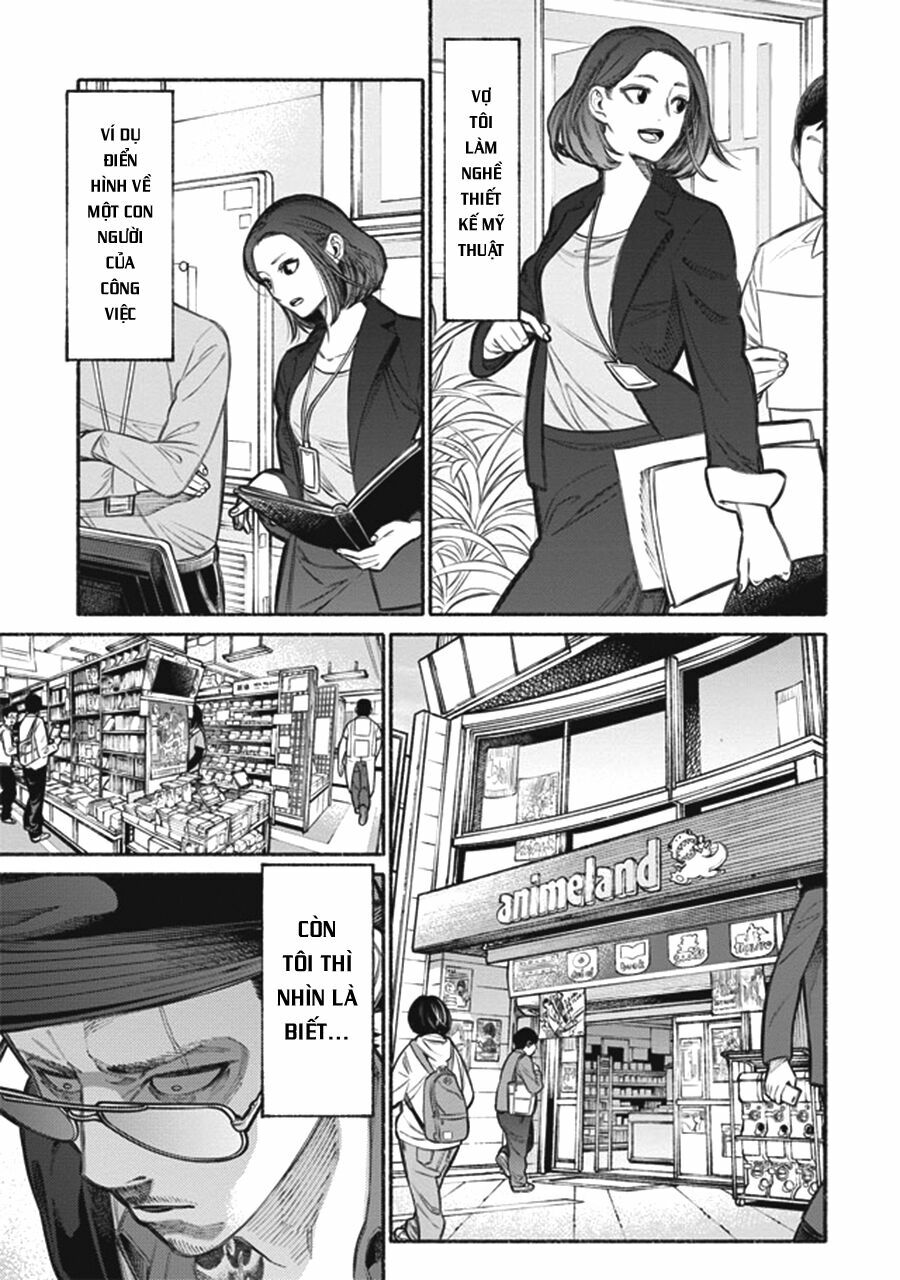 VỢ
TÔI
LÀM
NGHỀ
THIẾT
KẾ MỸ
THUẬT
VÍ DỤ
ĐIỂN
HÌNH VỀ
MỘT CON
NGƯỜI
CỦA
CÔNG
VIỆC
animeland
book
CÒN
TÔI THÌ
NHÌN LÀ
BIẾT...